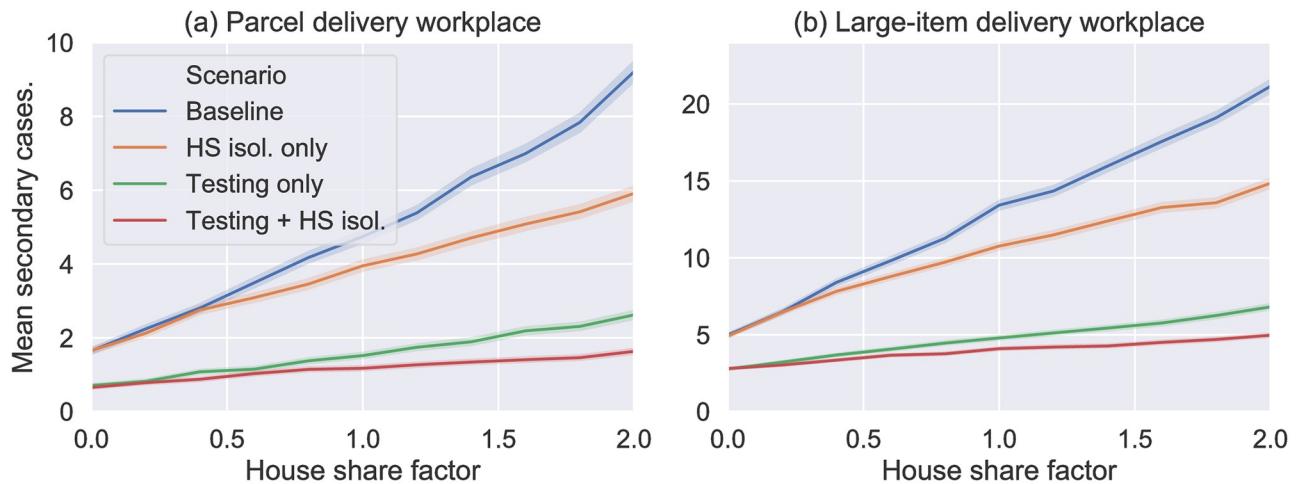 (a) Parcel delivery workplace
(b) Large-item delivery workplace
Mean secondary cases.
10
8
6
4
2
0
Scenario
Baseline
HS isol. only
Testing only
Testing + HS isol.
0.0 0.5 1.0 1.5 2.0
House share factor
20
15
10
5
0
0.0 0.5 1.0 1.5 2.0
House share factor